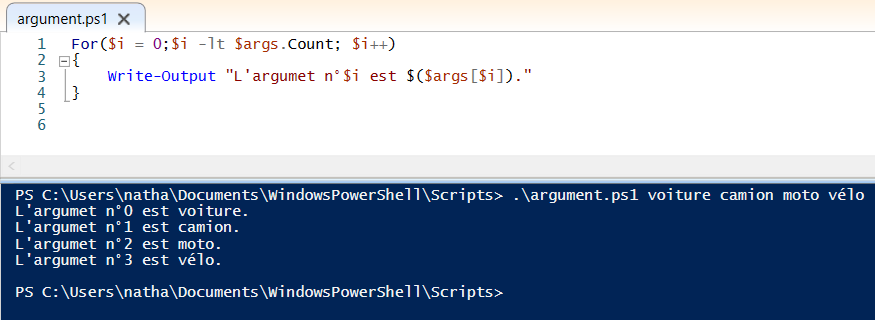 argument.ps1 X
1 For($i = 0;$i -lt $args.Count; $i++)
2 {
3 Write-Output "L'argumet n°$i est $($args[$i])."
4 }
5
6
PS C:\Users\natha\Documents\WindowsPowerShell\Scripts> .\argument.ps1 voiture camion moto vélo
L'argumet n°0 est voiture.
L'argumet n°1 est camion.
L'argumet n°2 est moto.
L'argumet n°3 est vélo.
PS C:\Users\natha\Documents\WindowsPowerShell\Scripts>